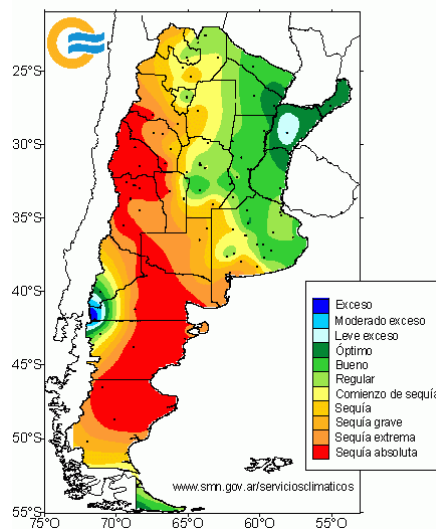 25°S
30°S
35°S
40°S
45°S
50°S
55°S
75°O
70°O
65°O
60°O
55°O
Exceso
Moderado exceso
Leve exceso
Óptimo
Bueno
Regular
Comienzo de sequía
Sequía
Sequía grave
Sequía extrema
Sequía absoluta
www.smn.gov.ar/serviciosclimaticos